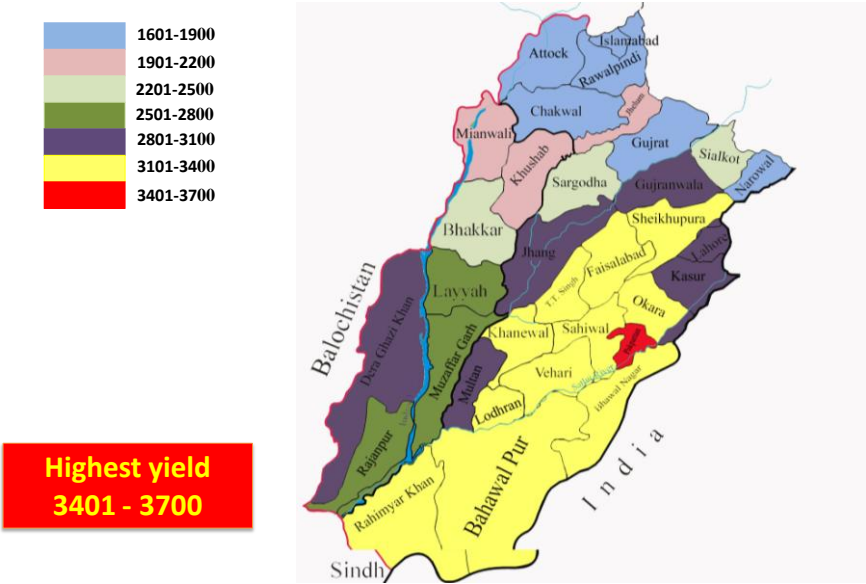 1601-1900
1901-2200
2201-2500
2501-2800
2801-3100
3101-3400
3401-3700
Highest yield
3401 - 3700
Islamabad
Attock
Rawalpindi
Chakwal
Jhelum
Mianwali
Gujrat
Khushab
Sialkot
Sargodha
Narowal
Gujranwala
Bhakkar
Sheikhupura
Jhang
Lahore
Faisalabad
Kasur
Layyah
T.T. Singh
Okara
Balochistan
Dera Ghazi Khan
Muzaffar Garh
Khanewal
Sahiwal
Multan
Vehari
Bhawal Nagar
Lodhran
Rajanpur
Bahawal Pur
India
Rahimyar Khan
Sindh